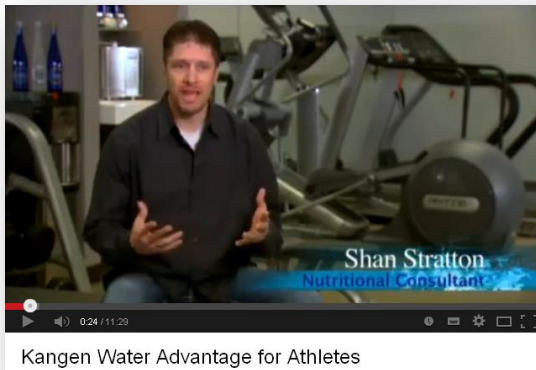 Shan Stratton
Nutritional Consultant
0:24 / 11:29
Kangen Water Advantage for Athletes